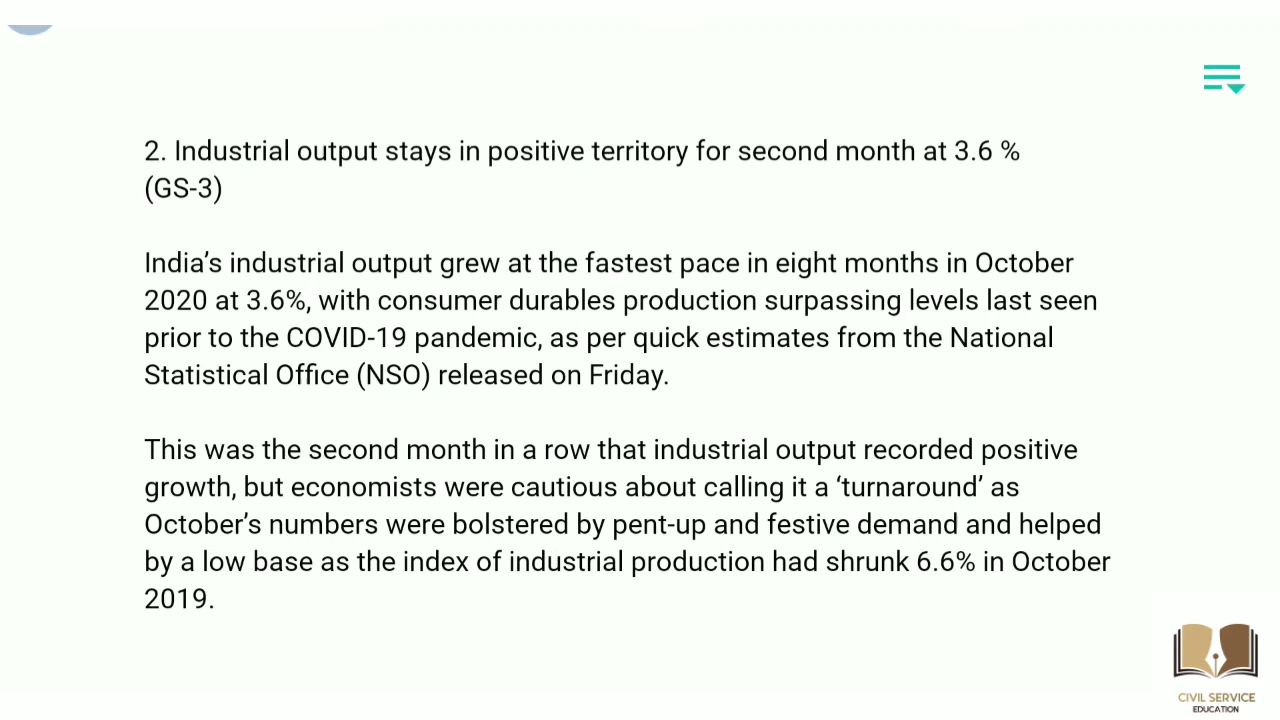 2. Industrial output stays in positive territory for second month at 3.6 %
(GS-3)
India’s industrial output grew at the fastest pace in eight months in October
2020 at 3.6%, with consumer durables production surpassing levels last seen
prior to the COVID-19 pandemic, as per quick estimates from the National
Statistical Office (NSO) released on Friday.
This was the second month in a row that industrial output recorded positive
growth, but economists were cautious about calling it a ‘turnaround’ as
October’s numbers were bolstered by pent-up and festive demand and helped
by a low base as the index of industrial production had shrunk 6.6% in October
2019.
CIVIL SERVICE
EDUCATION